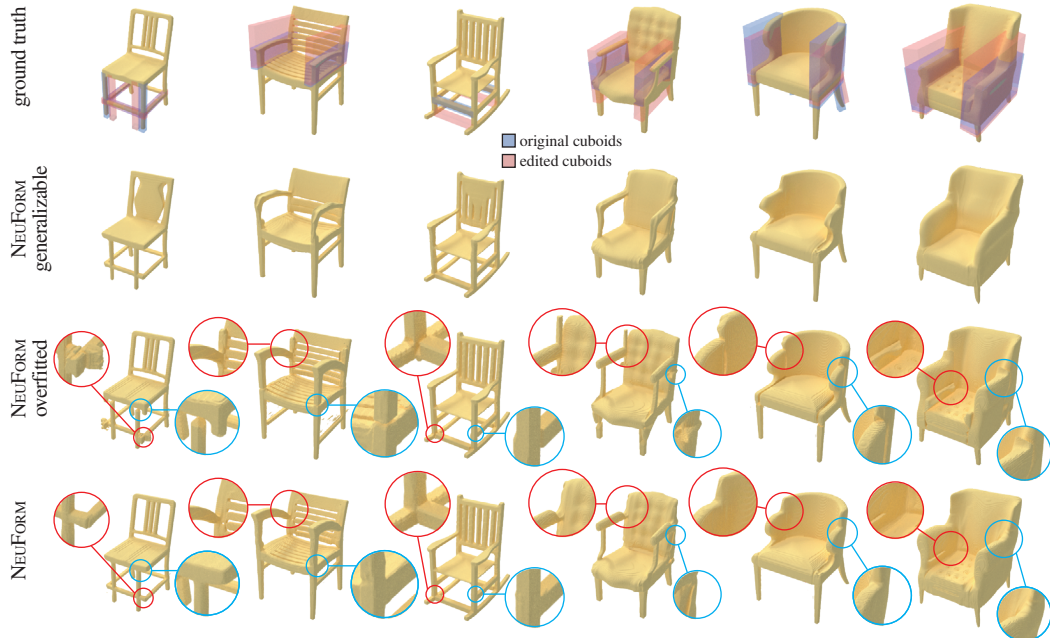 ground truth
original cuboids
edited cuboids
NEUFORM
generalizable
NEUFORM
overfitted
NEUFORM